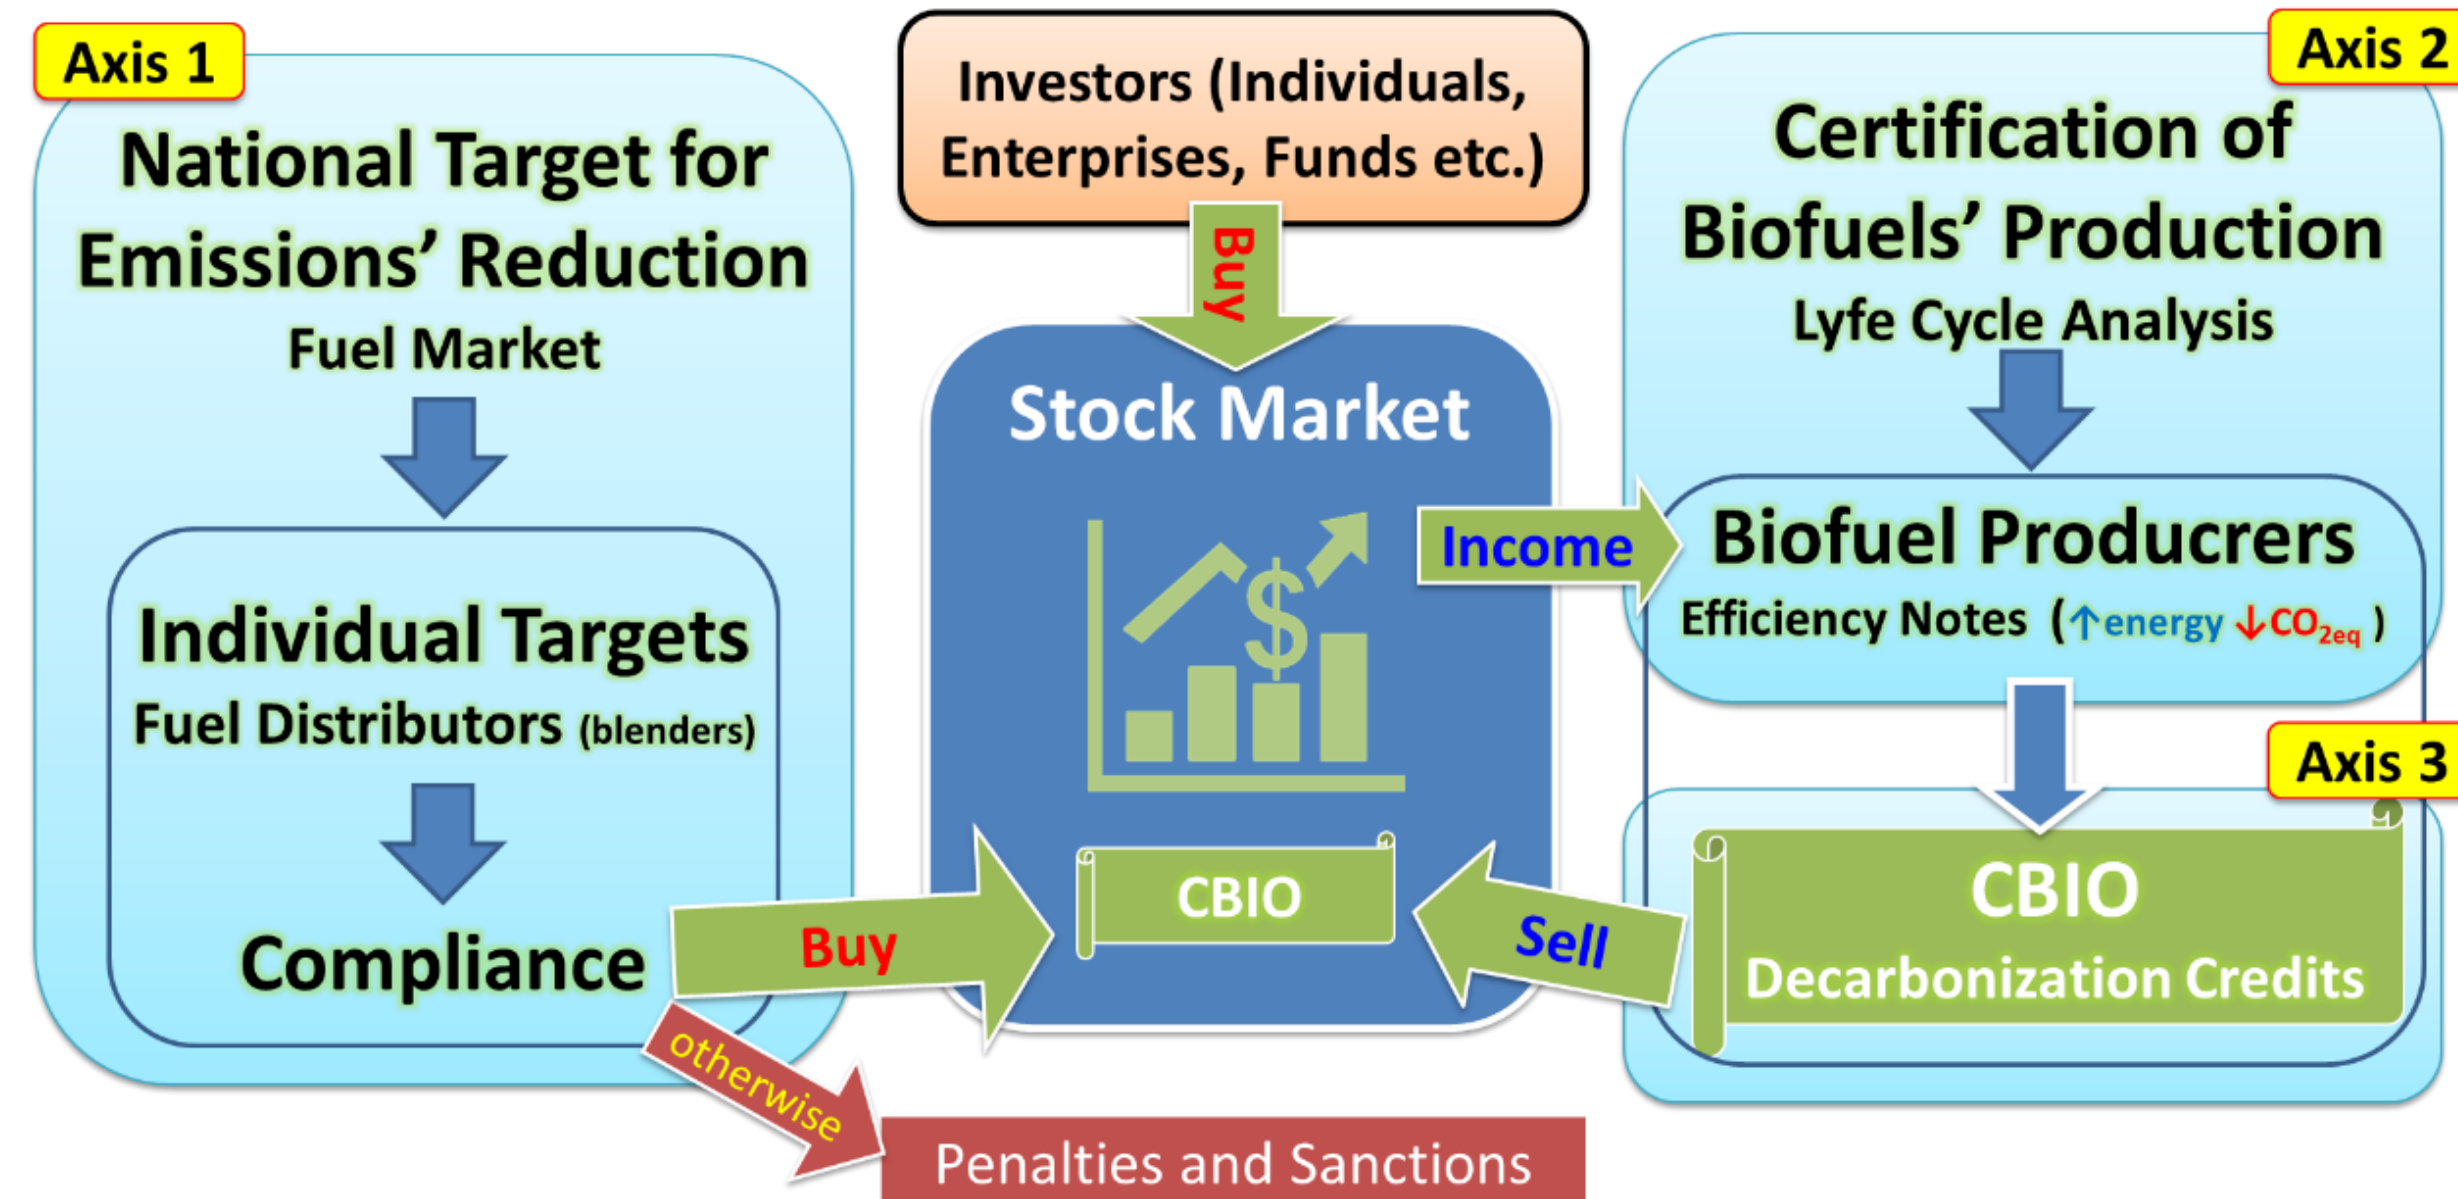 Axis 1
National Target for
Emissions’ Reduction
Fuel Market
Individual Targets
Fuel Distributors (blenders)
Compliance
Buy
otherwise
Penalties and Sanctions
Investors (Individuals,
Enterprises, Funds etc.)
Buy
Stock Market
$
CBIO
Income
Sell
Axis 2
Certification of
Biofuels’ Production
Lyfe Cycle Analysis
Biofuel Producrers
Efficiency Notes (↑energy ↓CO2eq )
Axis 3
CBIO
Decarbonization Credits